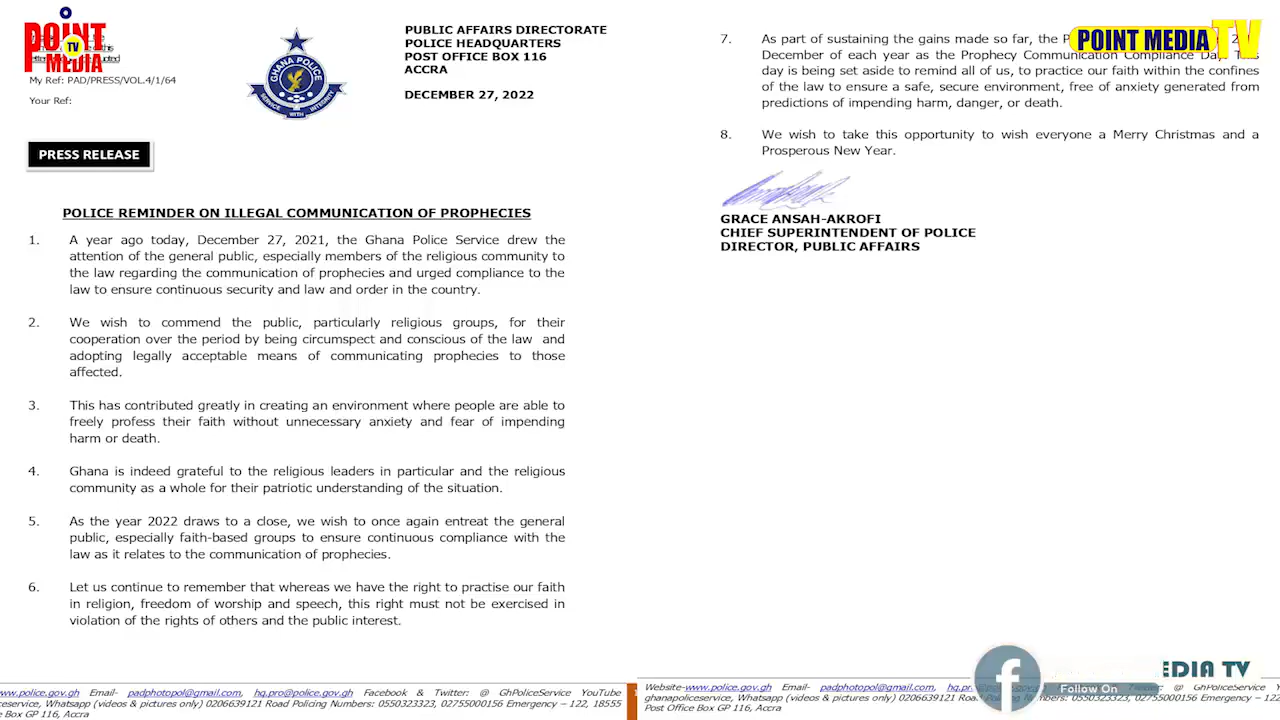 POINT
TV
MEDIA
My Ref: PAD/PRESS/VOL.4/1/64
Your Ref:
GHANA POLICE
SERVICE WITH INTEGRITY
PUBLIC AFFAIRS DIRECTORATE
POLICE HEADQUARTERS
POST OFFICE BOX 116
ACCRA
DECEMBER 27, 2022
PRESS RELEASE
POLICE REMINDER ON ILLEGAL COMMUNICATION OF PROPHECIES
1. A year ago today, December 27, 2021, the Ghana Police Service drew the
attention of the general public, especially members of the religious community to
the law regarding the communication of prophecies and urged compliance to the
law to ensure continuous security and law and order in the country.
2. We wish to commend the public, particularly religious groups, for their
cooperation over the period by being circumspect and conscious of the law and
adopting legally acceptable means of communicating prophecies to those
affected.
3. This has contributed greatly in creating an environment where people are able to
freely profess their faith without unnecessary anxiety and fear of impending
harm or death.
4. Ghana is indeed grateful to the religious leaders in particular and the religious
community as a whole for their patriotic understanding of the situation.
5. As the year 2022 draws to a close, we wish to once again entreat the general
public, especially faith-based groups to ensure continuous compliance with the
law as it relates to the communication of prophecies.
6. Let us continue to remember that whereas we have the right to practise our faith
in religion, freedom of worship and speech, this right must not be exercised in
violation of the rights of others and the public interest.
www.police.gov.gh Email- padphotopol@gmail.com, hq.pr@police.gov.gh Facebook & Twitter: @ GhPoliceService YouTube
Whatsapp (videos & pictures only) 0206639121 Road Policing Numbers: 0550323323, 02755000156 Emergency – 122, 18555
Box GP 116, Accra
POINT MEDIA TV
7. As part of sustaining the gains made so far, the
December of each year as the Prophecy Communication Compliance Day.
day is being set aside to remind all of us, to practice our faith within the confines
of the law to ensure a safe, secure environment, free of anxiety generated from
predictions of impending harm, danger, or death.
8. We wish to take this opportunity to wish everyone a Merry Christmas and a
Prosperous New Year.
GRACE ANSAH-AKROFI
CHIEF SUPERINTENDENT OF POLICE
DIRECTOR, PUBLIC AFFAIRS
Website-www.police.gov.gh Email- padphotopol@gmail.com, @ GhPoliceService
ghanapoliceservice, Whatsapp (videos & pictures only) 0206639121 02755000156 Emergency – 122
Post Office Box GP 116, Accra
f
Follow On
EDIA TV